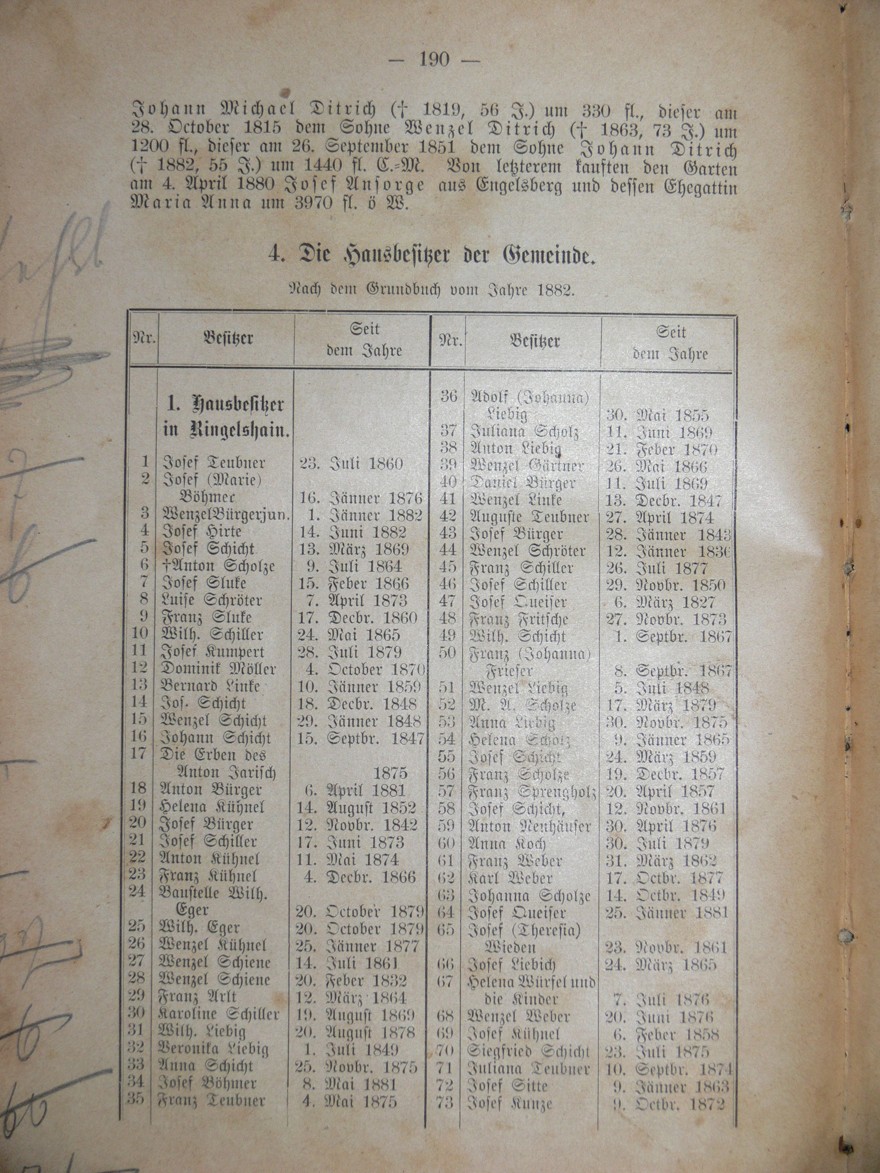 — 190 —
Johann Michael Ditrich († 1819, 56 J.) um 330 fl., dieser am
28. October 1815 dem Sohne Wenzel Ditrich († 1863, 73 J.) um
1200 fl., dieser am 26. September 1851 dem Sohne Johann Ditrich
(† 1882, 55 J.) um 1440 fl. C.-M. Von letzterem kauften den Garten
am 4. April 1880 Josef Ansorge aus Engelsberg und dessen Ehegattin
Maria Anna um 3970 fl. ö W.
4. Die Hausbesitzer der Gemeinde.
Nach dem Grundbuch vom Jahre 1882.
Nr. Besitzer Seit
dem Jahre
1. Hausbesitzer
in Ringelshain.
1 Josef Teubner 23. Juli 1860
2 Josef (Marie)
Böhmer 16. Jänner 1876
3 Wenzel Bürger jun. 1. Jänner 1882
4 Josef Hirte 14. Juni 1882
5 Josef Schicht 13. März 1869
6 †Anton Scholze 9. Juli 1864
7 Josef Sluke 15. Feber 1866
8 Luise Schröter 7. April 1873
9 Franz Sluke 17. Decbr. 1860
10 Wilh. Schiller 24. Mai 1865
11 Josef Kumpert 28. Juli 1879
12 Dominik Möller 4. October 1870
13 Bernard Linke 10. Jänner 1859
14 Jos. Schicht 18. Decbr. 1848
15 Wenzel Schicht 29. Jänner 1848
16 Johann Schicht 15. Septbr. 1847
17 Die Erben des
Anton Jarisch 1875
18 Anton Bürger 6. April 1881
19 Helena Kühnel 14. August 1852
20 Josef Bürger 12. Novbr. 1842
21 Josef Schiller 17. Juni 1873
22 Anton Kühnel 11. Mai 1874
23 Franz Kühnel 4. Decbr. 1866
24 Baustelle Wilh.
Eger 20. October 1879
25 Wilh. Eger 20. October 1879
26 Wenzel Kühnel 25. Jänner 1877
27 Wenzel Schiene 14. Juli 1861
28 Wenzel Schiene 20. Feber 1832
29 Franz Arlt 12. März 1864
30 Karoline Schiller 19. August 1869
31 Wilh. Liebig 20. August 1878
32 Veronika Liebig 1. Juli 1849
33 Anna Schicht 25. Novbr. 1875
34 Josef Böhmer 8. Mai 1881
35 Franz Teubner 4. Mai 1875
Nr. Besitzer Seit
dem Jahre
36 Adolf (Johanna)
Liebig 30. Mai 1855
37 Juliana Scholz 11. Juni 1869
38 Anton Liebig 21. Feber 1870
39 Wenzel Gärtner 26. Mai 1866
40 Daniel Bürger 11. Juli 1869
41 Wenzel Linke 13. Decbr. 1847
42 Auguste Teubner 27. April 1874
43 Josef Bürger 28. Jänner 1843
44 Wenzel Schröter 12. Jänner 1836
45 Franz Schiller 26. Juli 1877
46 Josef Schiller 29. Novbr. 1850
47 Josef Queiser 6. März 1827
48 Franz Fritsche 27. Novbr. 1873
49 Wilh. Schicht 1. Septbr. 1867
50 Franz (Johanna)
Frieser 8. Septbr. 1867
51 Wenzel Liebig 5. Juli 1848
52 M. A. Scholze 17. März 1879
53 Anna Liebig 30. Novbr. 1875
54 Helena Scholz 9. Jänner 1865
55 Josef Schicht 24. März 1859
56 Franz Scholze 19. Decbr. 1857
57 Franz Sprengholz 20. April 1857
58 Josef Schicht, 12. Novbr. 1861
59 Anton Neuhäuser 30. April 1876
60 Anna Koch 30. Juli 1879
61 Franz Weber 31. März 1862
62 Karl Weber 17. Octbr. 1877
63 Johanna Scholze 14. Octbr. 1849
64 Josef Queiser 25. Jänner 1881
65 Josef (Theresia)
Wieden 23. Novbr. 1861
66 Josef Liebich 24. März 1865
67 Helena Würfel und
die Kinder 7. Juli 1876
68 Wenzel Weber 20. Juni 1876
69 Josef Kühnel 6. Feber 1858
70 Siegfried Schicht 23. Juli 1875
71 Juliana Teubner 10. Septbr. 1874
72 Josef Sitte 9. Jänner 1863
73 Josef Kunze 9. Octbr. 1872